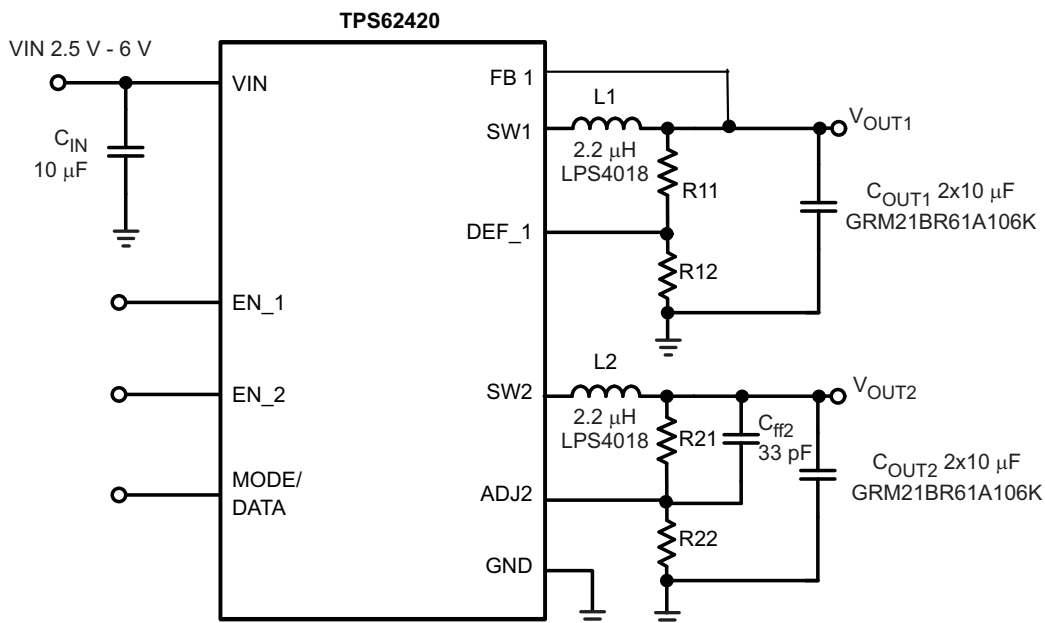 TPS62420
VIN 2.5 V - 6 V
VIN
FB 1
L1
SW1
V_OUT1
C_IN
10 μF
2.2 μH
LPS4018
R11
C_OUT1 2x10 μF
GRM21BR61A106K
DEF_1
R12
EN_1
L2
EN_2
SW2
V_OUT2
2.2 μH
LPS4018
R21
C_ff2
33 pF
C_OUT2 2x10 μF
GRM21BR61A106K
MODE/
DATA
ADJ2
R22
GND